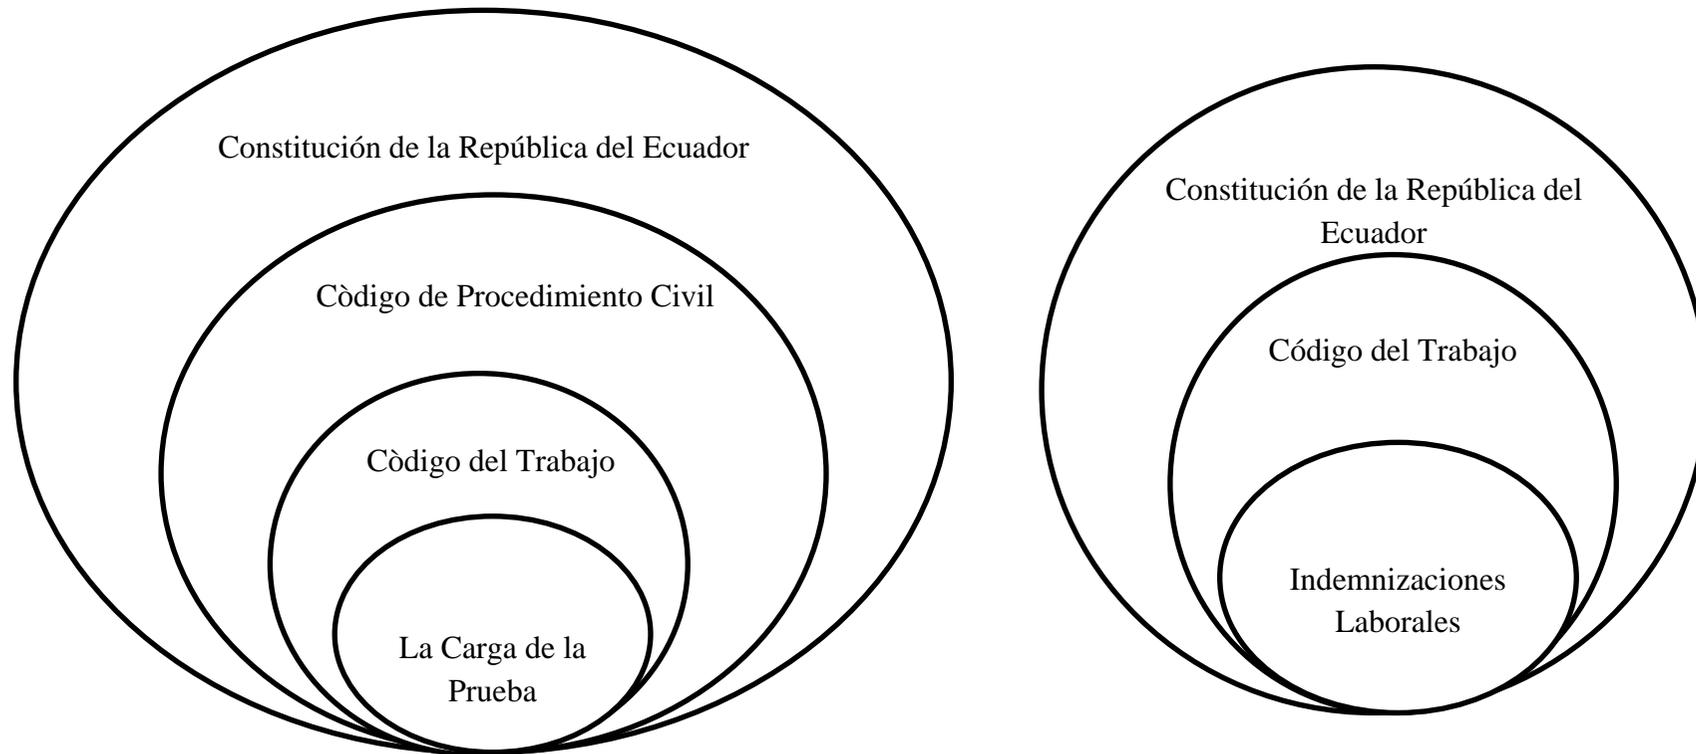 Constitución de la República del Ecuador
Còdigo de Procedimiento Civil
Còdigo del Trabajo
La Carga de la
Prueba
Constitución de la República del
Ecuador
Código del Trabajo
Indemnizaciones
Laborales